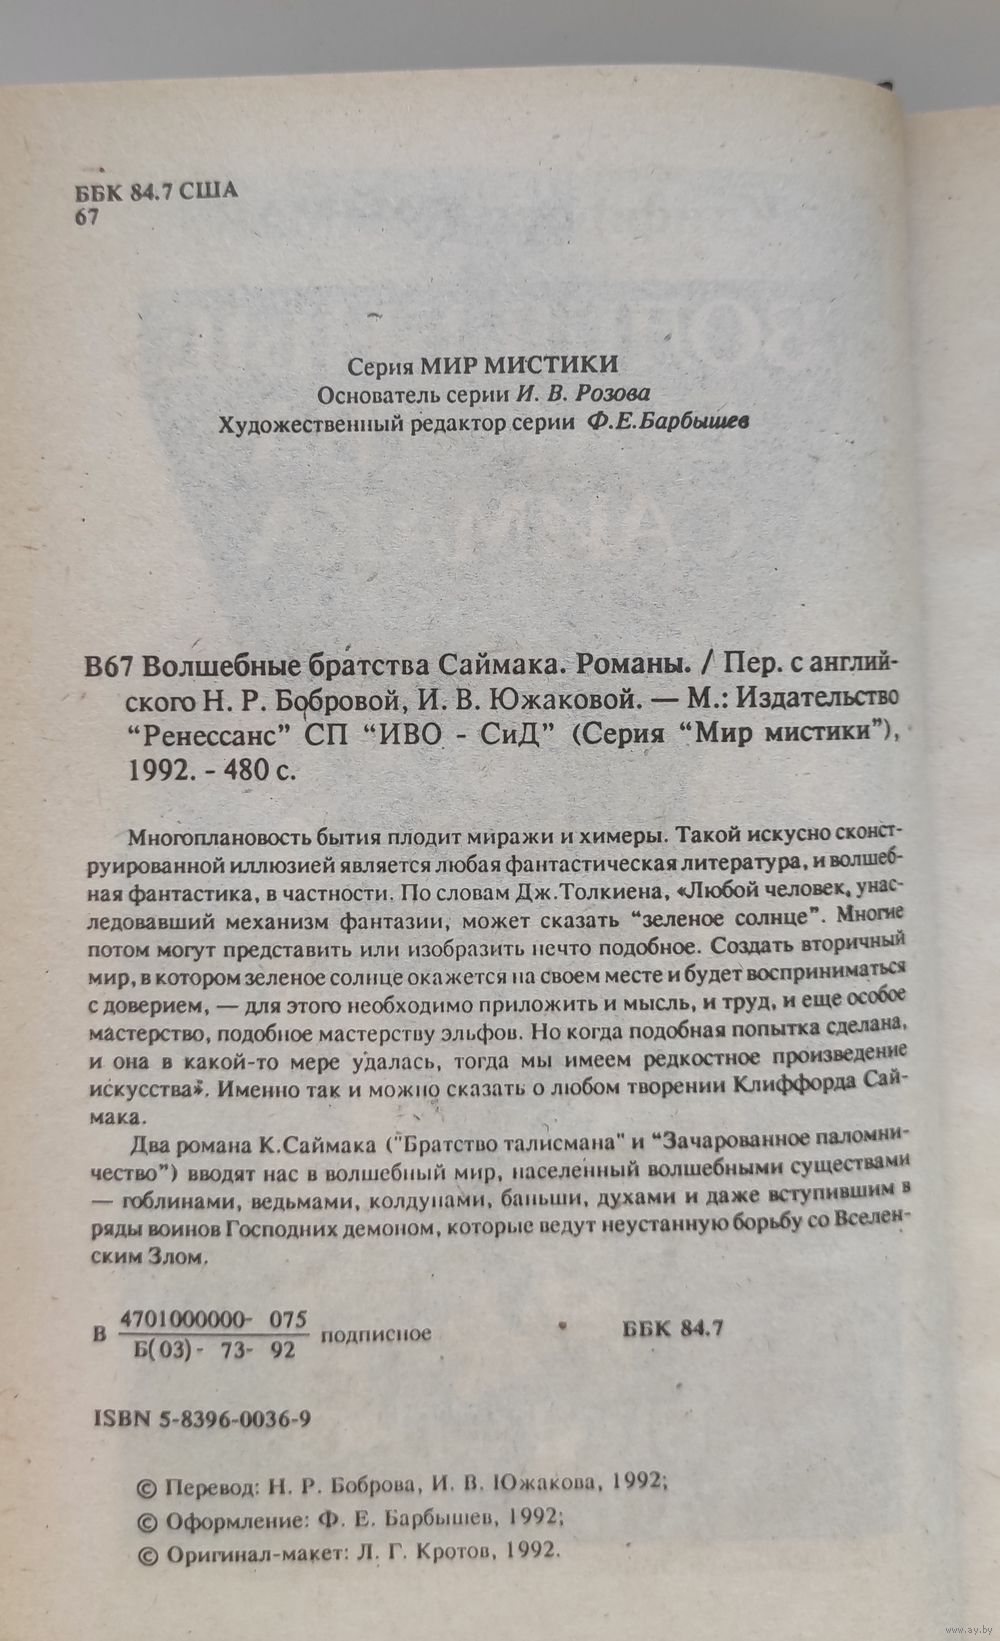 ББК 84.7 США
67
Серия МИР МИСТИКИ
Основатель серии И. В. Розова
Художественный редактор серии Ф.Е.Барбышев
В67 Волшебные братства Саймака. Романы. / Пер. с англий-
ского Н. Р. Бобровой, И. В. Южаковой. — М.: Издательство
“Ренессанс” СП “ИВО - СиД” (Серия “Мир мистики”),
1992. - 480 с.
Многоплановость бытия плодит миражи и химеры. Такой искусно сконст-
руированной иллюзией является любая фантастическая литература, и волшеб-
ная фантастика, в частности. По словам Дж.Толкиена, «Любой человек, унас-
ледовавший механизм фантазии, может сказать “зеленое солнце”. Многие
потом могут представить или изобразить нечто подобное. Создать вторичный
мир, в котором зеленое солнце окажется на своем месте и будет восприниматься
с доверием, — для этого необходимо приложить и мысль, и труд, и еще особое
мастерство, подобное мастерству эльфов. Но когда подобная попытка сделана,
и она в какой-то мере удалась, тогда мы имеем редкостное произведение
искусства». Именно так и можно сказать о любом творении Клиффорда Сай-
мака.
Два романа К.Саймака ("Братство талисмана" и “Зачарованное паломни-
чество”) вводят нас в волшебный мир, населенный волшебными существами
— гоблинами, ведьмами, колдунами, баньши, духами и даже вступившим в
ряды воинов Господних демоном, которые ведут неустанную борьбу со Вселен-
ским Злом.
В 4701000000- 075 подписное ББК 84.7
Б(03)- 73- 92
ISBN 5-8396-0036-9
© Перевод: Н. Р. Боброва, И. В. Южакова, 1992;
© Оформление: Ф. Е. Барбышев, 1992;
© Оригинал-макет: Л. Г. Кротов, 1992.
www.ay.by